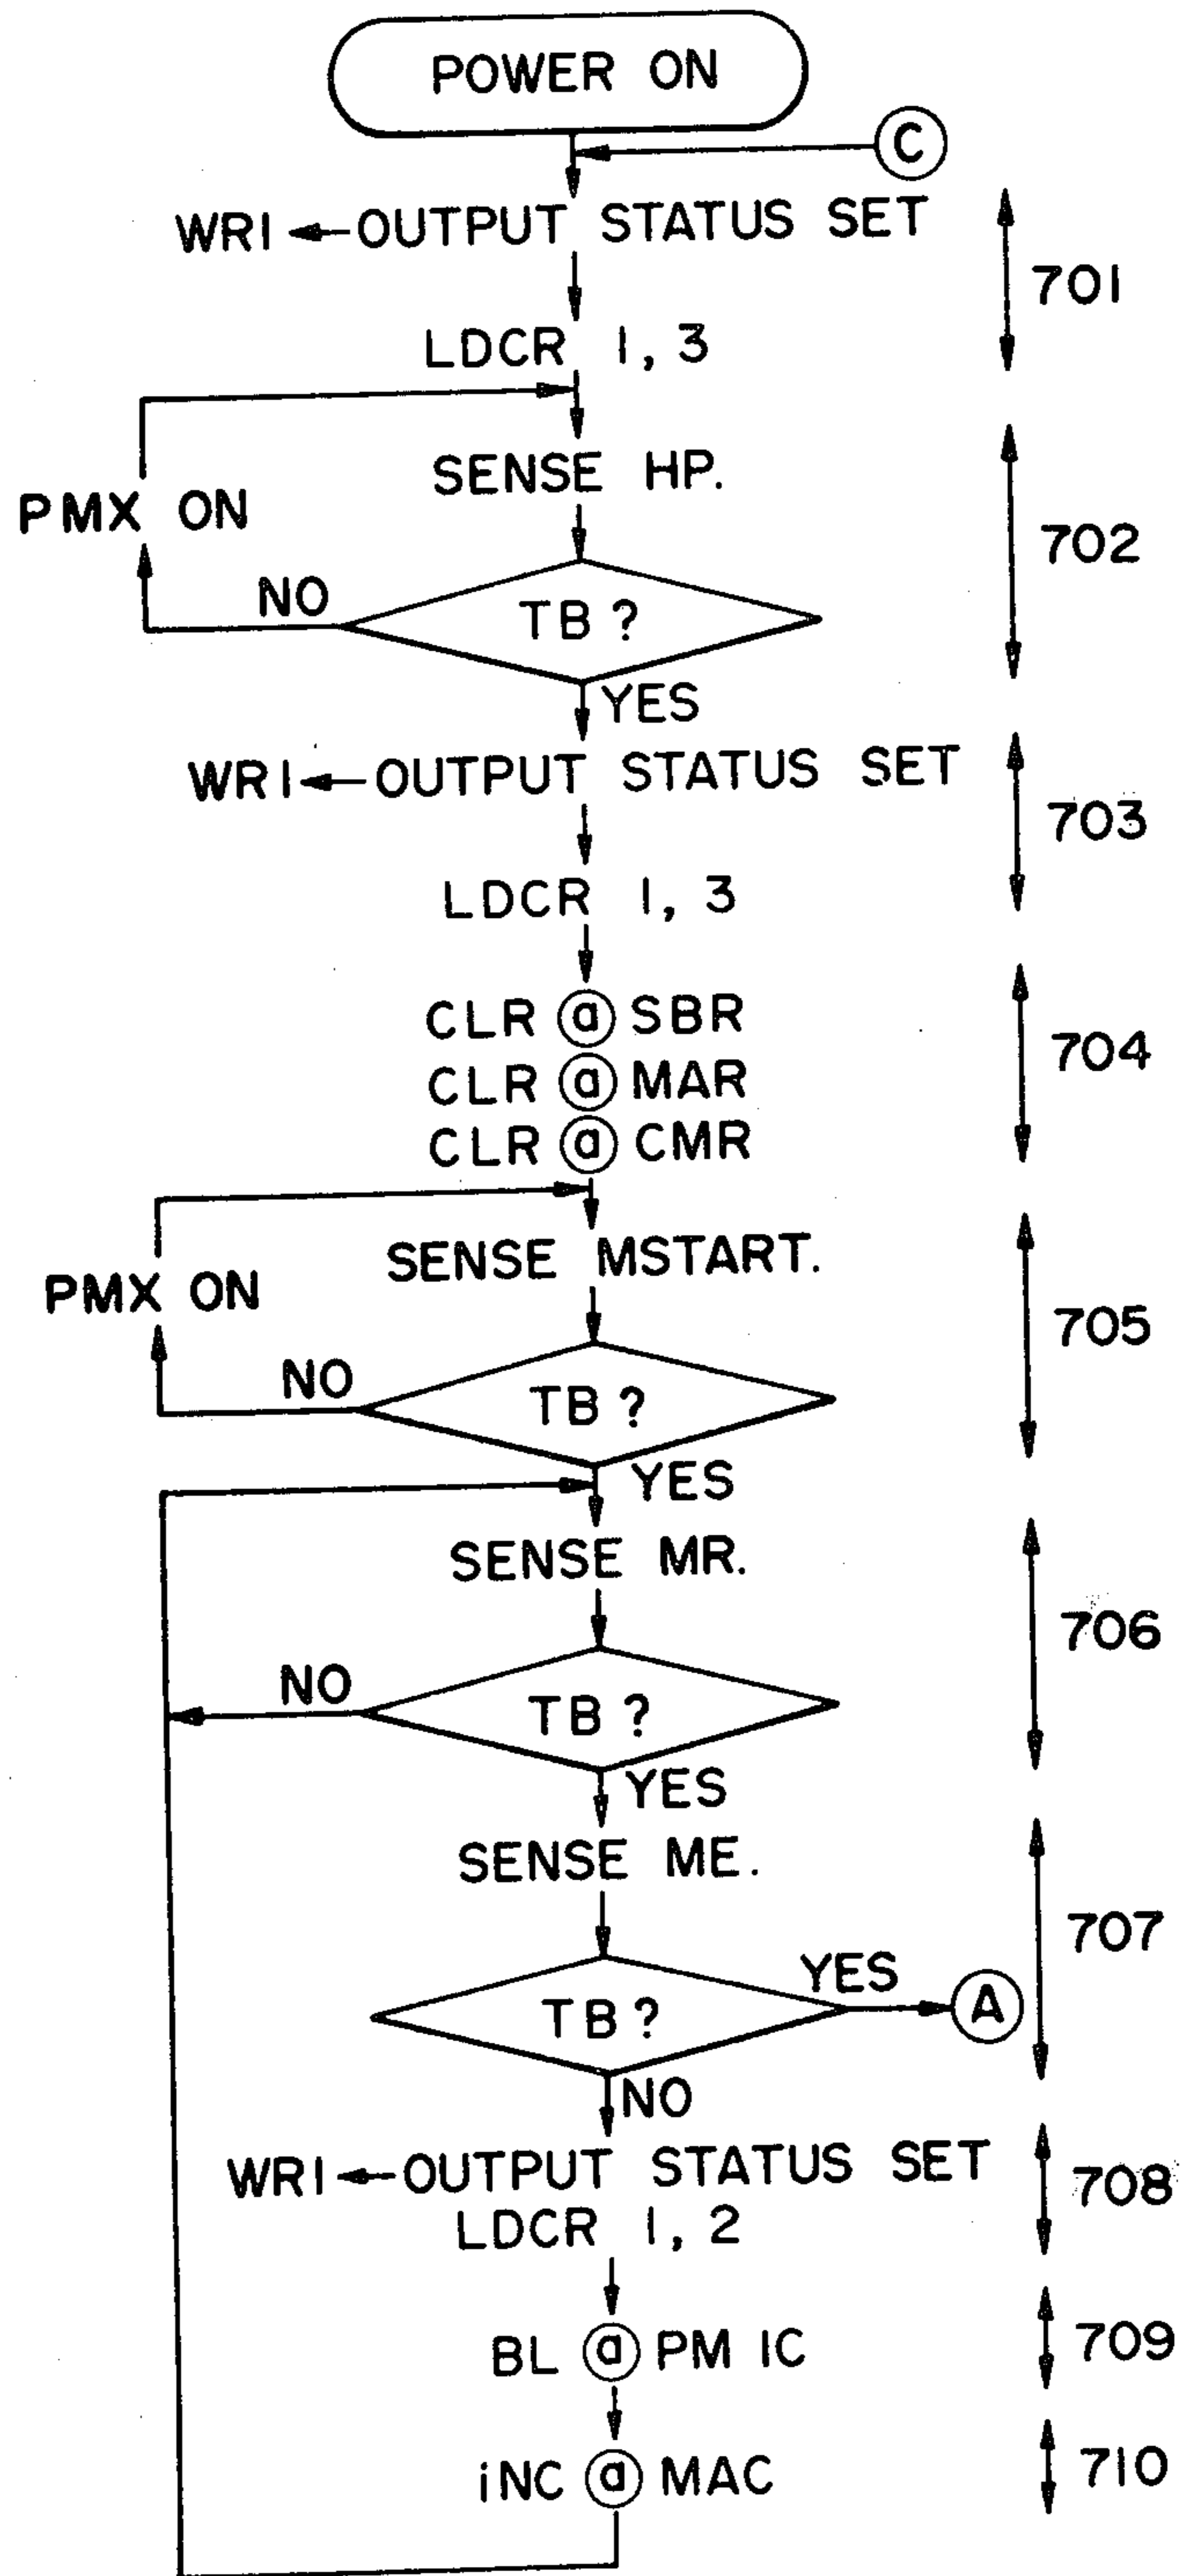 POWER ON
C
WR1←OUTPUT STATUS SET
701
LDCR 1, 3
SENSE HP.
PMX ON
702
NO
TB ?
YES
WR1←OUTPUT STATUS SET
703
LDCR 1, 3
CLR ⓐ SBR
704
CLR ⓐ MAR
CLR ⓐ CMR
SENSE MSTART.
PMX ON
705
NO
TB ?
YES
SENSE MR.
706
NO
TB ?
YES
SENSE ME.
707
YES
TB ?
A
NO
WR1←OUTPUT STATUS SET
708
LDCR 1, 2
BL ⓐ PM IC
709
iNC ⓐ MAC
710